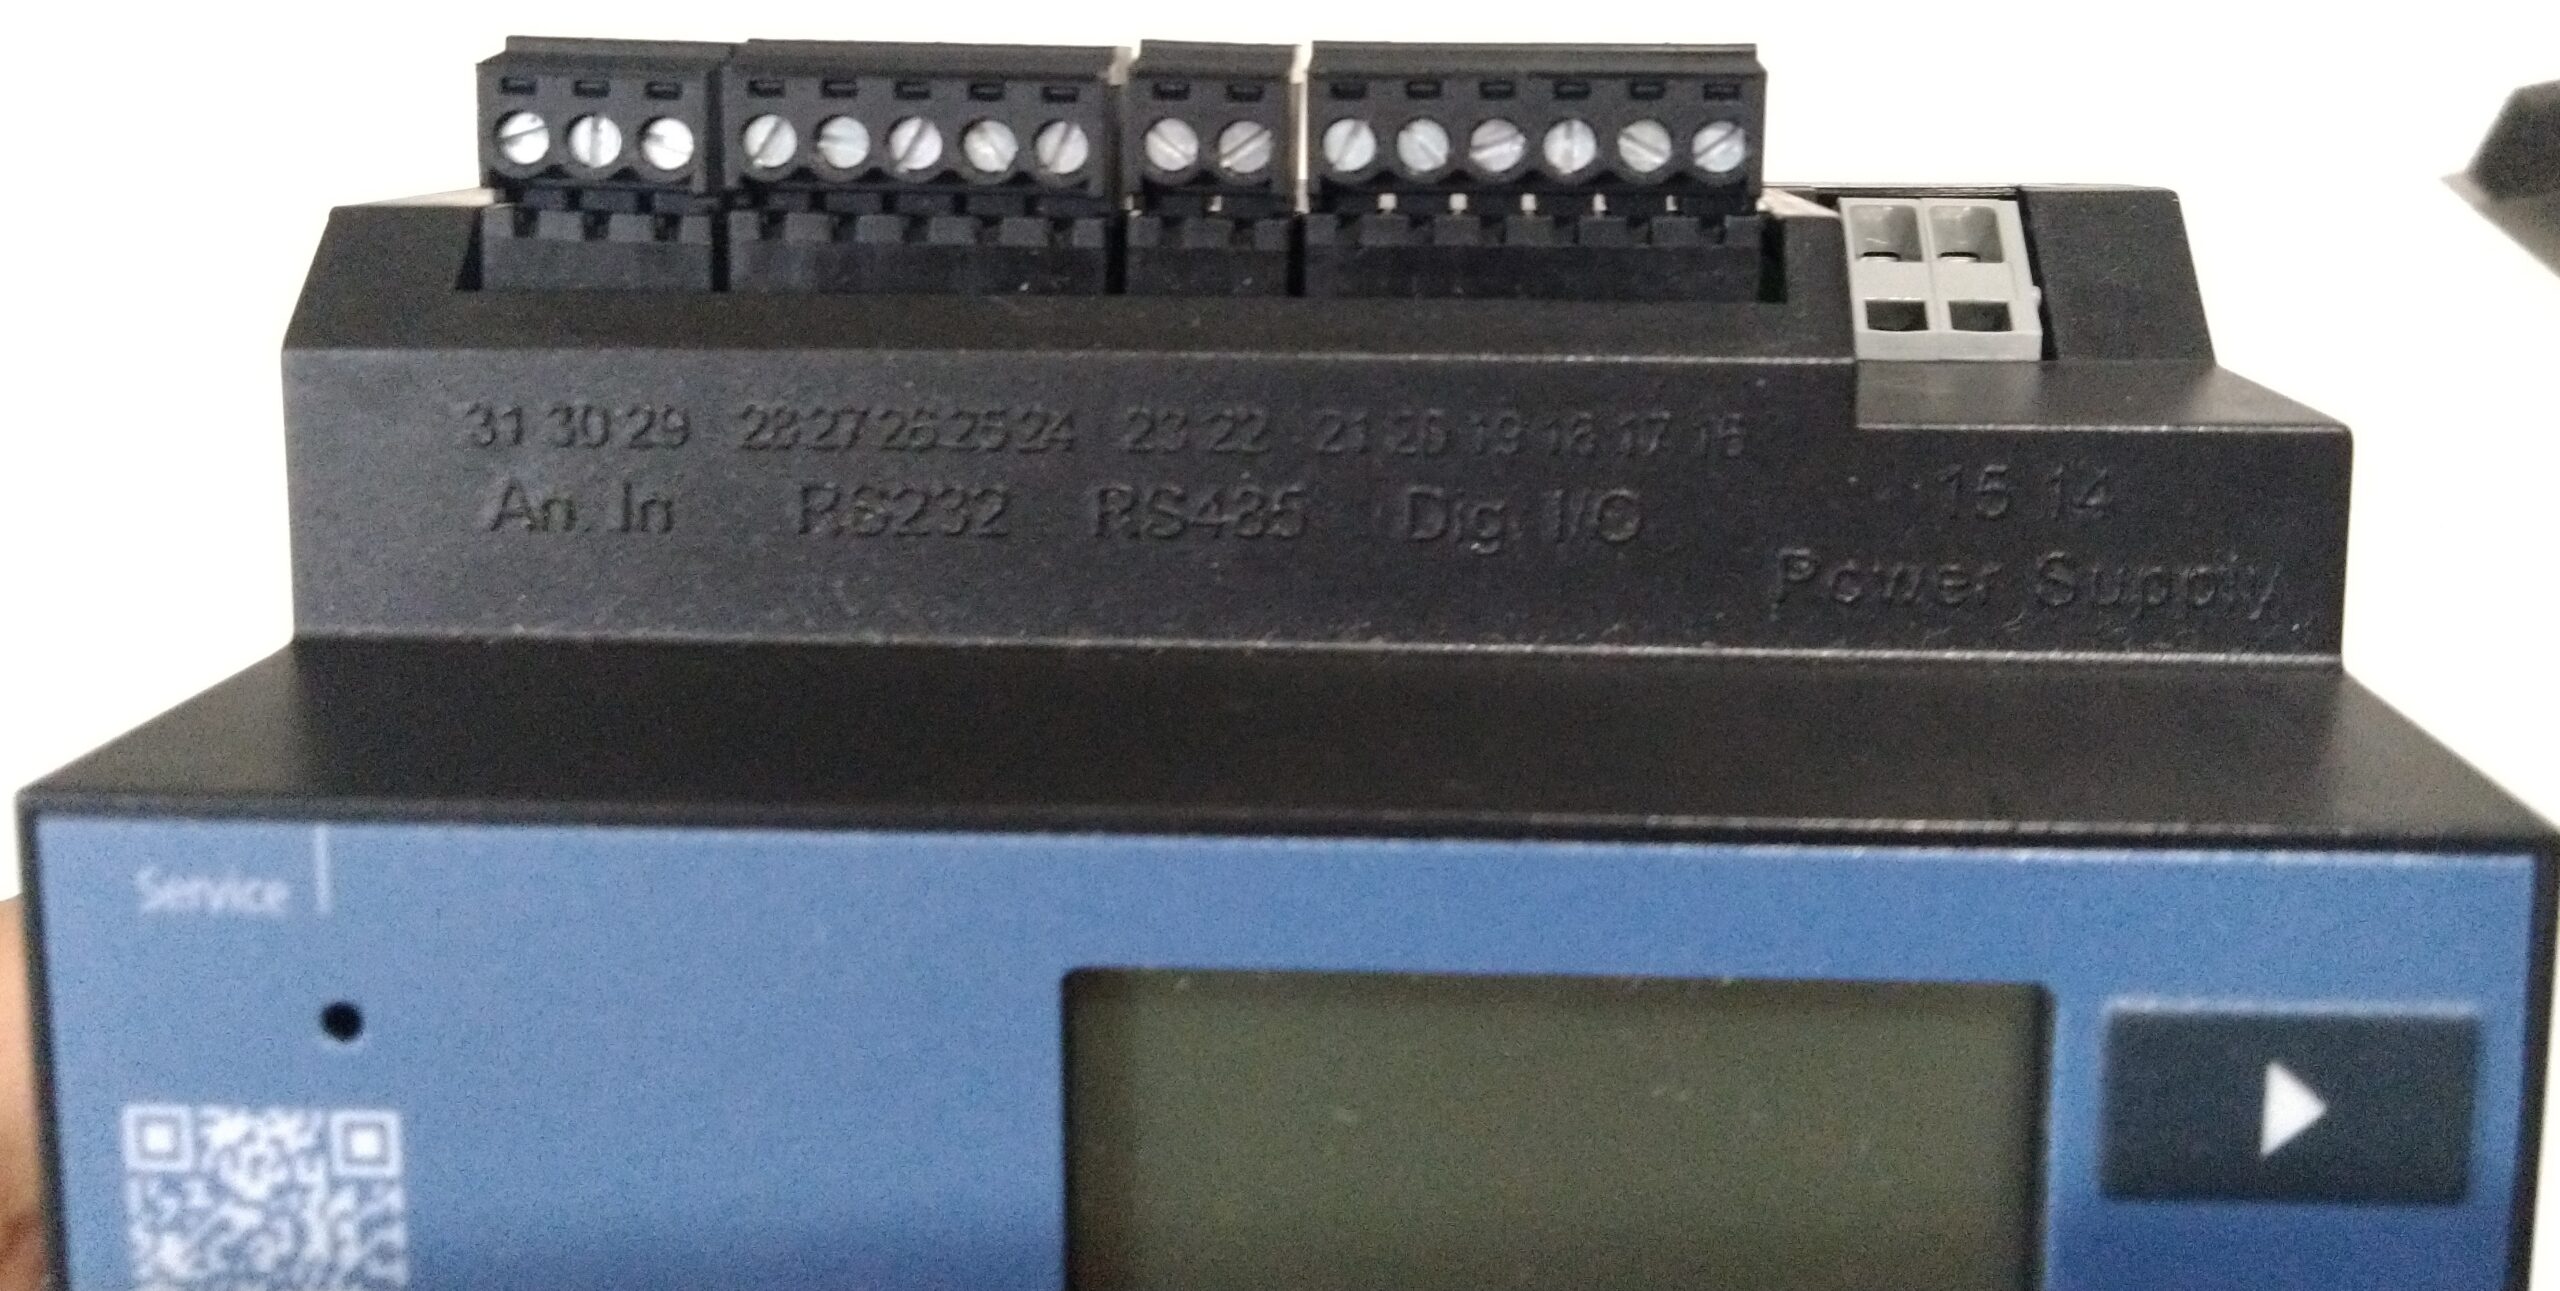 31 30 29 28 27 26 25 24 23 22 21 20 19 18 17 16
An. In RS232 RS485 Dig. I/O
15 14
Power Supply
Service